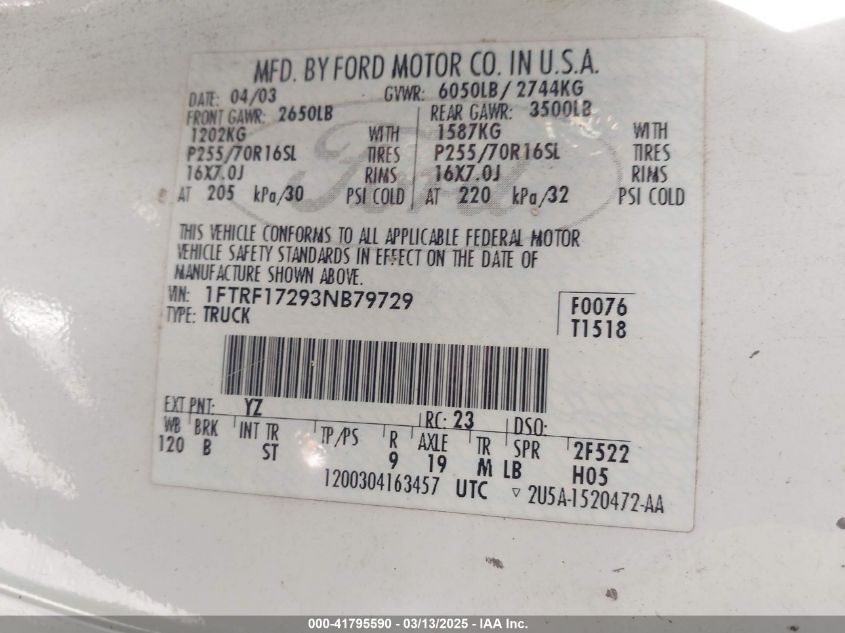 MFD. BY FORD MOTOR CO. IN U.S.A.
DATE: 04/03 GVWR: 6050LB/ 2744KG
FRONT GAWR: 2650LB REAR GAWR: 3500LB
1202KG WITH 1587KG WITH
P255/70R16SL TIRES P255/70R16SL TIRES
16X7.0J RIMS 16X7.0J RIMS
AT 205 kPa/30 PSI COLD AT 220 kPa/32 PSI COLD
Ford
THIS VEHICLE CONFORMS TO ALL APPLICABLE FEDERAL MOTOR
VEHICLE SAFETY STANDARDS IN EFFECT ON THE DATE OF
MANUFACTURE SHOWN ABOVE.
VIN: 1FTRF17293NB79729 F0076
TYPE: TRUCK T1518
EXT PNT: YZ RC: 23 DSO:
WB BRK INT TR TP/PS R AXLE TR SPR 2F522
120 B ST 9 19 M LB H05
1200304163457 UTC ▽ 2U5A-1520472-AA
000-41795590 - 03/13/2025 - IAA Inc.